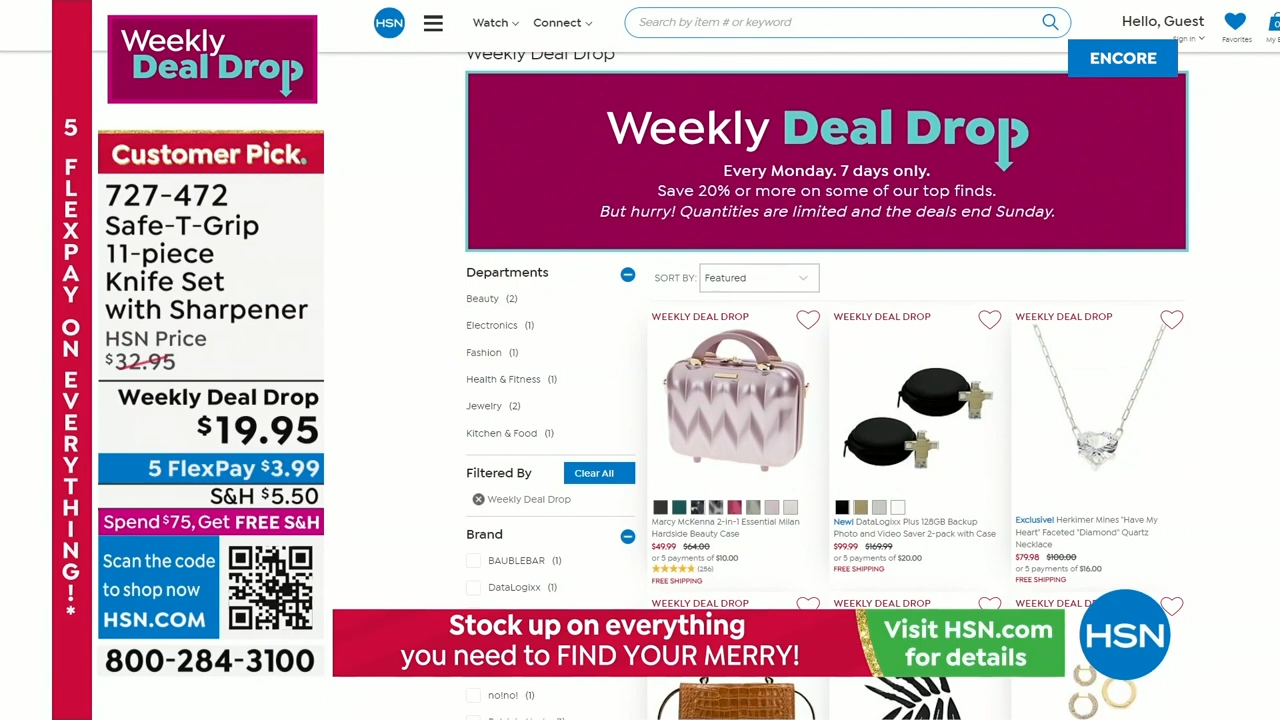 5 FLEXPAY ON EVERYTHING!*
Weekly
Deal Drop
Customer Pick.
727-472
Safe-T-Grip
11-piece
Knife Set
with Sharpener
HSN Price
$32.95
Weekly Deal Drop
$19.95
5 FlexPay $3.99
S&H $5.50
Spend $75, Get FREE S&H
Scan the code
to shop now
HSN.COM
800-284-3100
HSN
Watch
Connect
Search by item # or keyword
Hello, Guest
Sign In
Favorites
0
ENCORE
Weekly Deal Drop
Weekly Deal Drop
Every Monday. 7 days only.
Save 20% or more on some of our top finds.
But hurry! Quantities are limited and the deals end Sunday.
Departments
Beauty (2)
Electronics (1)
Fashion (1)
Health & Fitness (1)
Jewelry (2)
Kitchen & Food (1)
Filtered By
Clear All
Weekly Deal Drop
Brand
BAUBLEBAR (1)
DataLogixx (1)
no!no! (1)
SORT BY: Featured
WEEKLY DEAL DROP
Marcy McKenna 2-in-1 Essential Milan
Hardside Beauty Case
$49.99 $64.00
or 5 payments of $10.00
(256)
FREE SHIPPING
WEEKLY DEAL DROP
New! DataLogixx Plus 128GB Backup
Photo and Video Saver 2-pack with Case
$99.99 $169.99
or 5 payments of $20.00
FREE SHIPPING
WEEKLY DEAL DROP
Exclusive! Herkimer Mines "Have My
Heart" Faceted "Diamond" Quartz
Necklace
$79.98 $100.00
or 5 payments of $16.00
FREE SHIPPING
WEEKLY DEAL DROP
WEEKLY DEAL DROP
WEEKLY DE
Stock up on everything
you need to FIND YOUR MERRY!
Visit HSN.com
for details
HSN